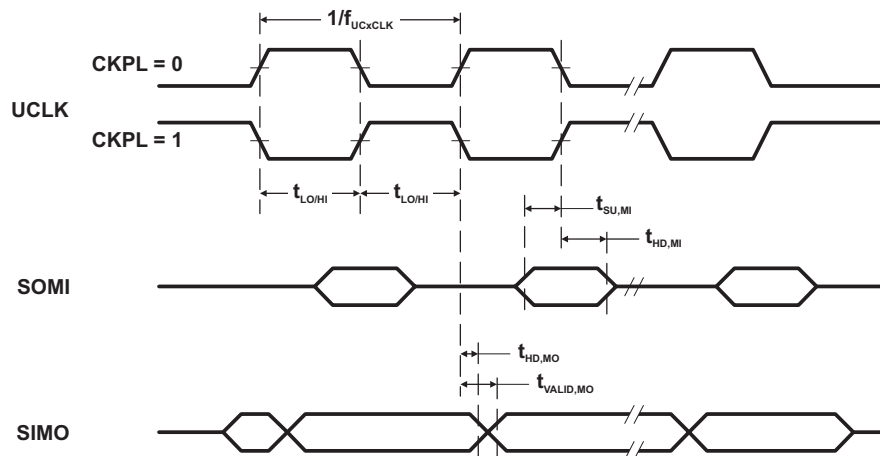 1/fUCxCLK
CKPL = 0
UCLK
CKPL = 1
tLO/HI tLO/HI
tSU,MI
tHD,MI
SOMI
tHD,MO
tVALID,MO
SIMO